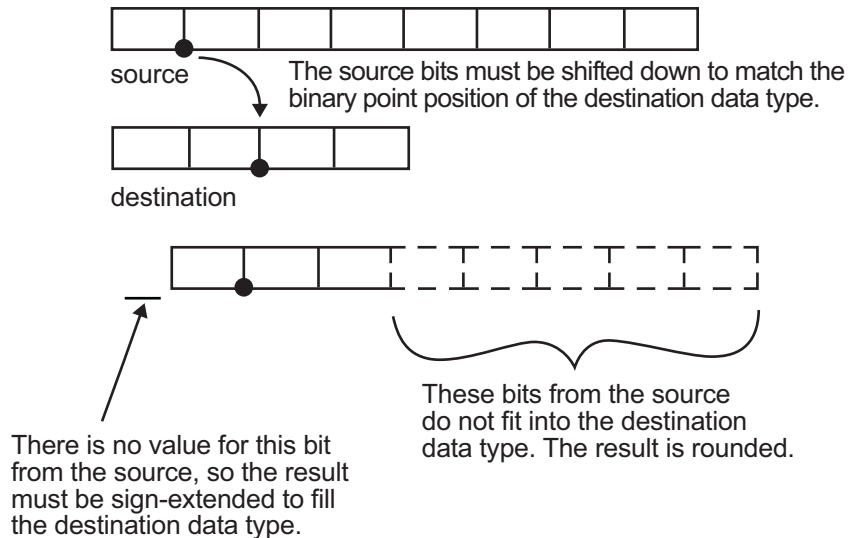 source
The source bits must be shifted down to match the
binary point position of the destination data type.
destination
There is no value for this bit
from the source, so the result
must be sign-extended to fill
the destination data type.
These bits from the source
do not fit into the destination
data type. The result is rounded.